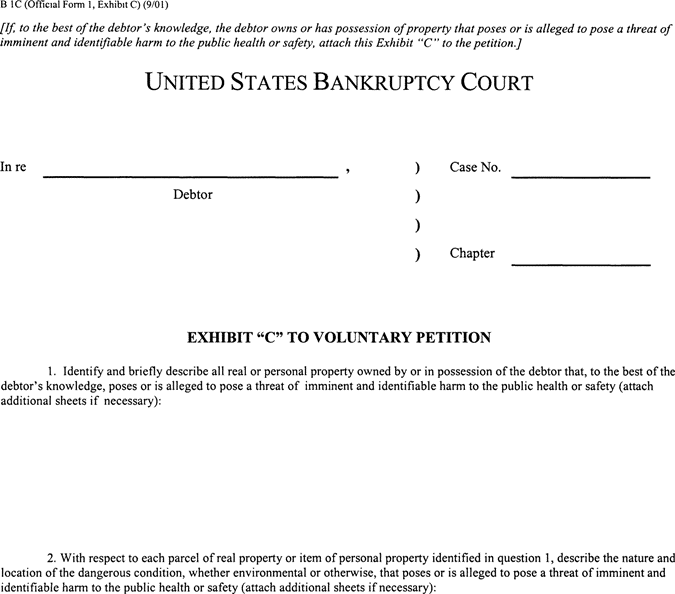 B 1C (Official Form 1, Exhibit C) (9/01)
[If, to the best of the debtor's knowledge, the debtor owns or has possession of property that poses or is alleged to pose a threat of
imminent and identifiable harm to the public health or safety, attach this Exhibit "C" to the petition.]
UNITED STATES BANKRUPTCY COURT
In re , ) Case No.
Debtor )
)
) Chapter
EXHIBIT "C" TO VOLUNTARY PETITION
1. Identify and briefly describe all real or personal property owned by or in possession of the debtor that, to the best of the
debtor's knowledge, poses or is alleged to pose a threat of imminent and identifiable harm to the public health or safety (attach
additional sheets if necessary):
2. With respect to each parcel of real property or item of personal property identified in question 1, describe the nature and
location of the dangerous condition, whether environmental or otherwise, that poses or is alleged to pose a threat of imminent and
identifiable harm to the public health or safety (attach additional sheets if necessary):